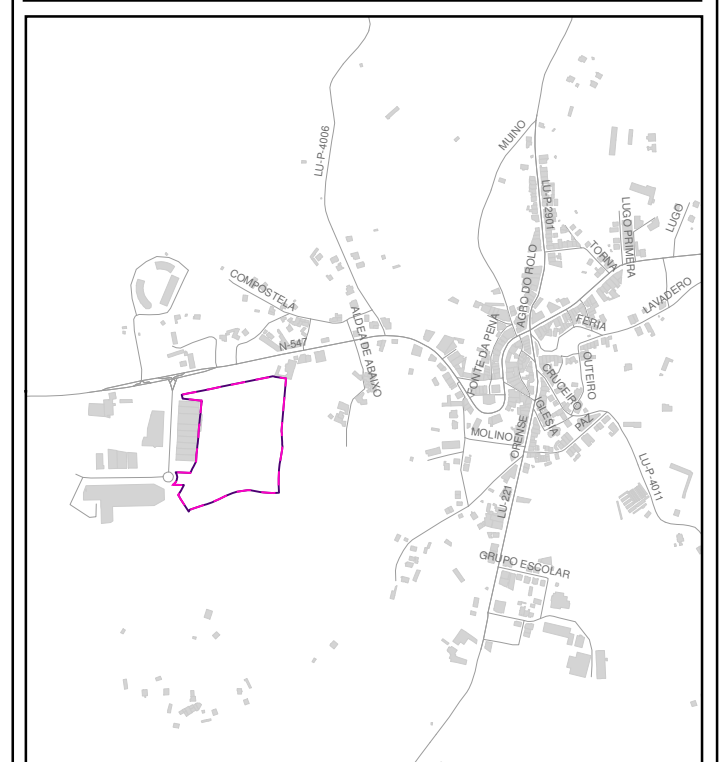 MUINO
LU-P-4006
LU-P-2901
LUGO PRIMERA
LUGO
TORNA
AGRO DO ROLO
COMPOSTELA
LAVADERO
ALDEA DE ABAIXO
FERIA
N-547
FONTE DA PENA
OUTEIRO
CRUCEIRO
IGLESIA
PAZ
MOLINO
ORENSE
LU-P-4011
LU-221
GRUPO ESCOLAR